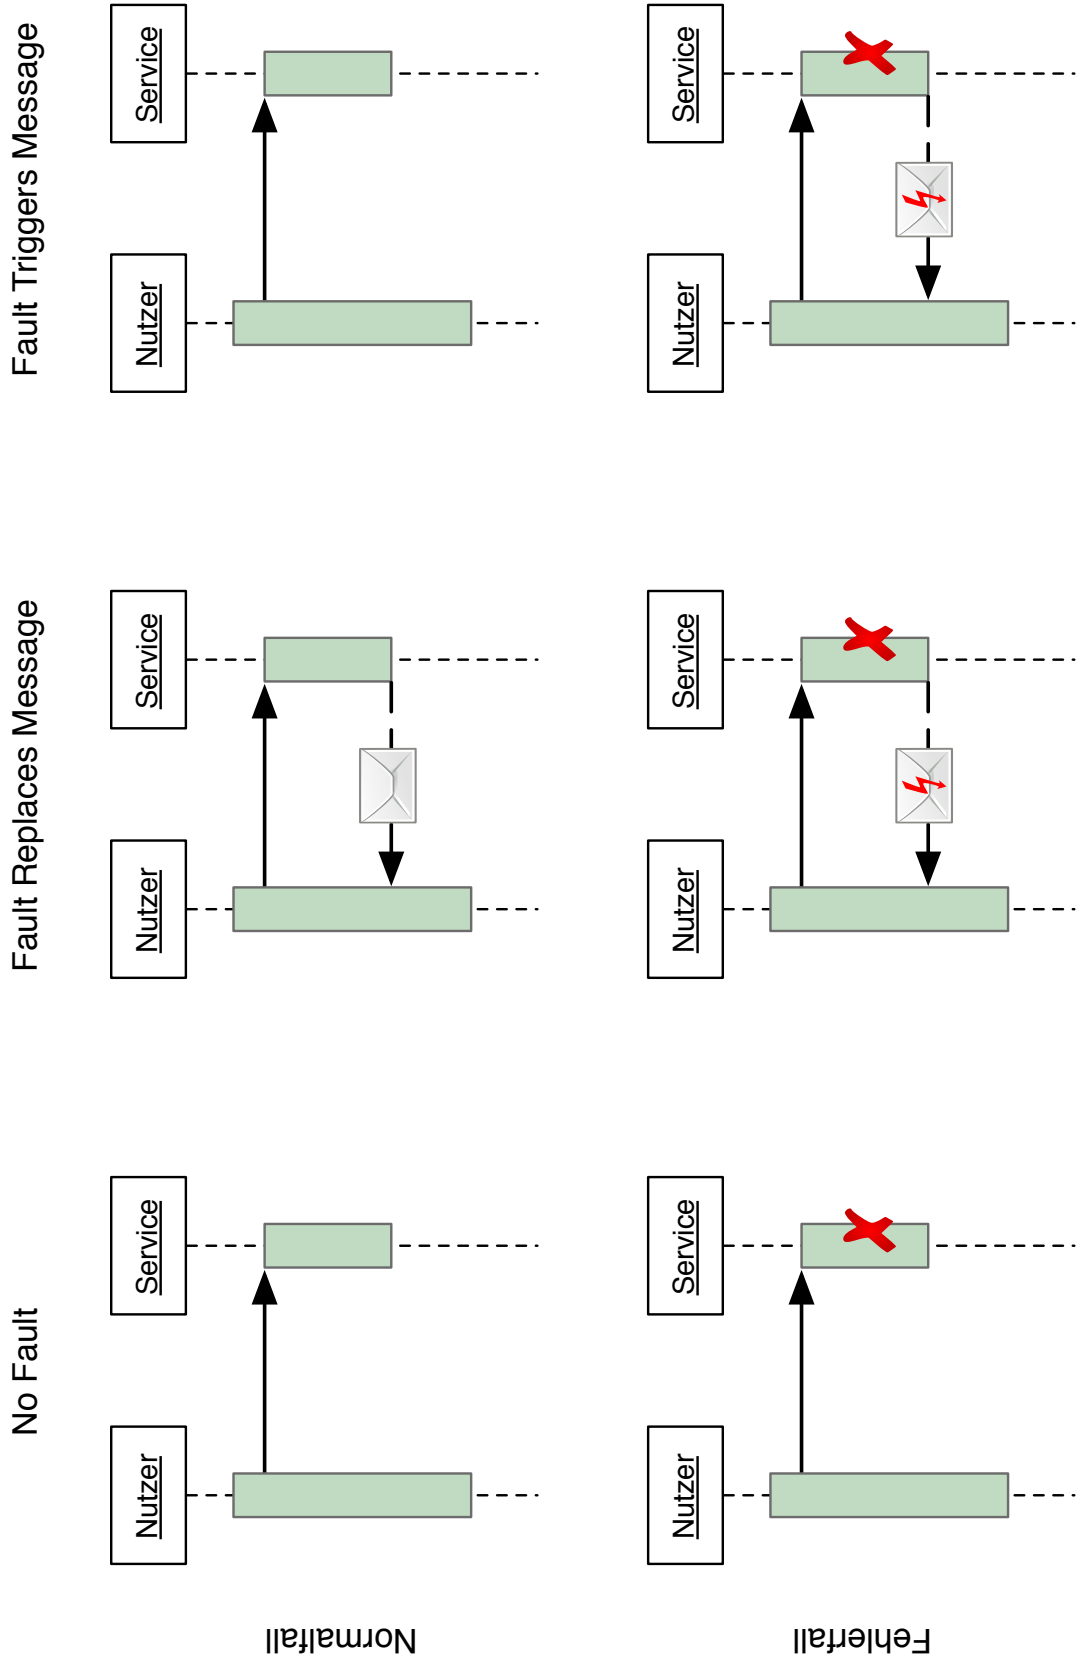 No Fault
Fault Replaces Message
Fault Triggers Message
Normalfall
Nutzer
Service
Nutzer
Service
Nutzer
Service
Fehlerfall
Nutzer
Service
Nutzer
Service
Nutzer
Service